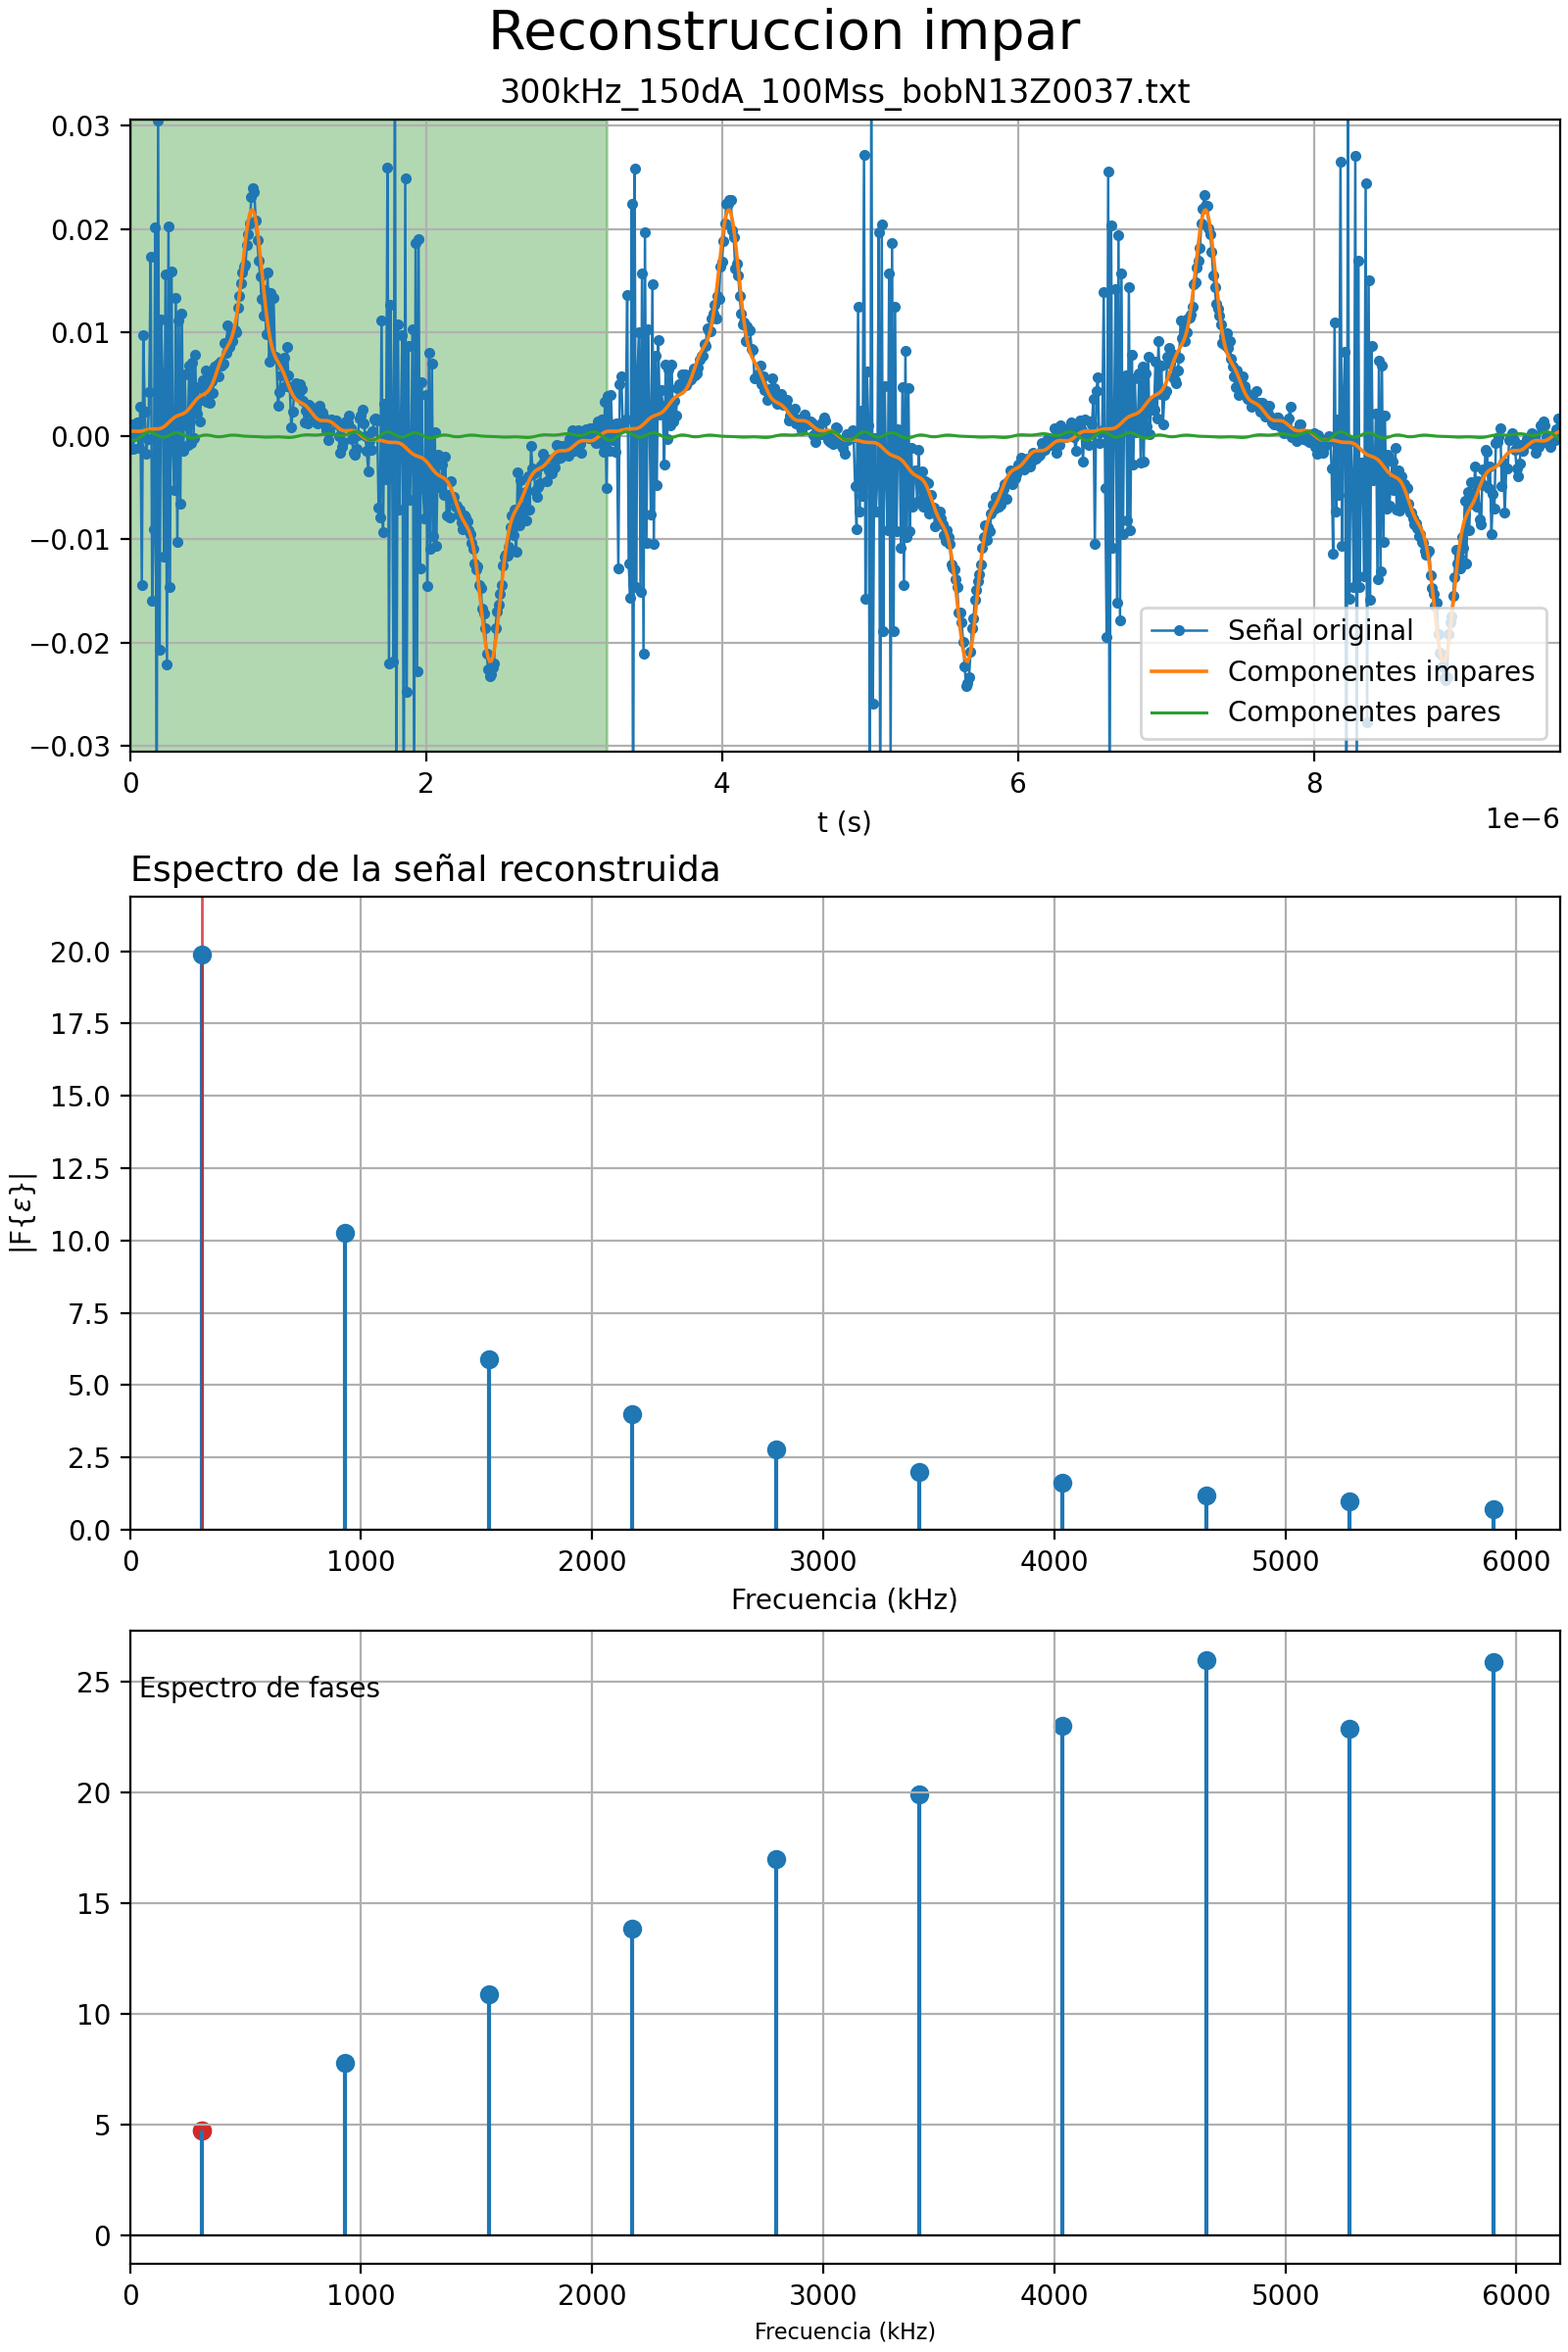 Reconstruccion impar
300kHz_150dA_100Mss_bobN13Z0037.txt
0.03
0.02
0.01
0.00
−0.01
−0.02
−0.03
Señal original
Componentes impares
Componentes pares
0 2 4 6 8
t (s)
1e−6
Espectro de la señal reconstruida
20.0
17.5
15.0
12.5
10.0
7.5
5.0
2.5
0.0
|F{ε}|
0 1000 2000 3000 4000 5000 6000
Frecuencia (kHz)
Espectro de fases
25
20
15
10
5
0
0 1000 2000 3000 4000 5000 6000
Frecuencia (kHz)